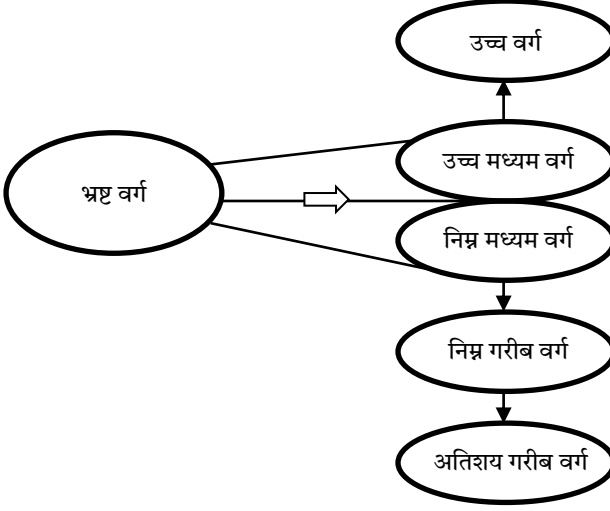 उच्च वर्ग
उच्च मध्यम वर्ग
भ्रष्ट वर्ग
निम्न मध्यम वर्ग
निम्न गरीब वर्ग
अतिशय गरीब वर्ग